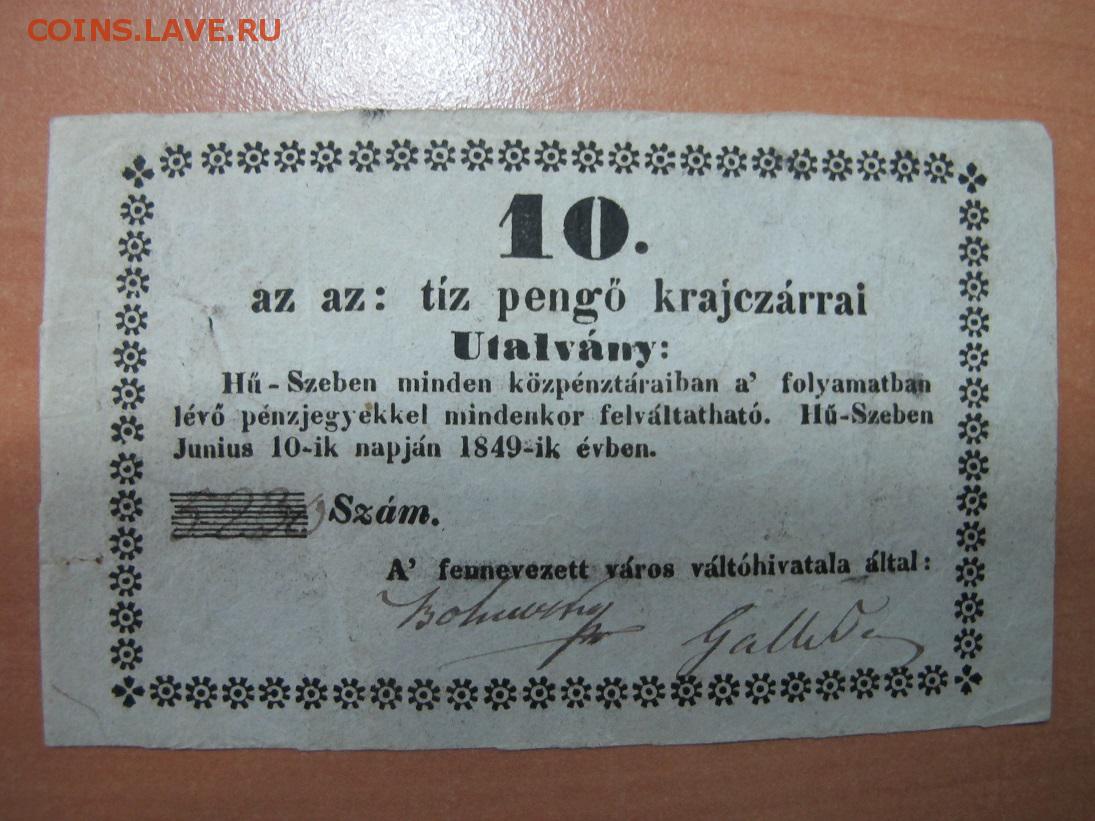 COINS.LAVE.RU
10.
az az: tíz pengő krajczárrai
Utalvány:
Hű-Szeben minden közpénztáraiban a' folyamatban
lévő pénzjegyekkel mindenkor felváltatható. Hű-Szeben
Junius 10-ik napján 1849-ik évben.
Szám.
A' fennevezett város váltóhivatala által: